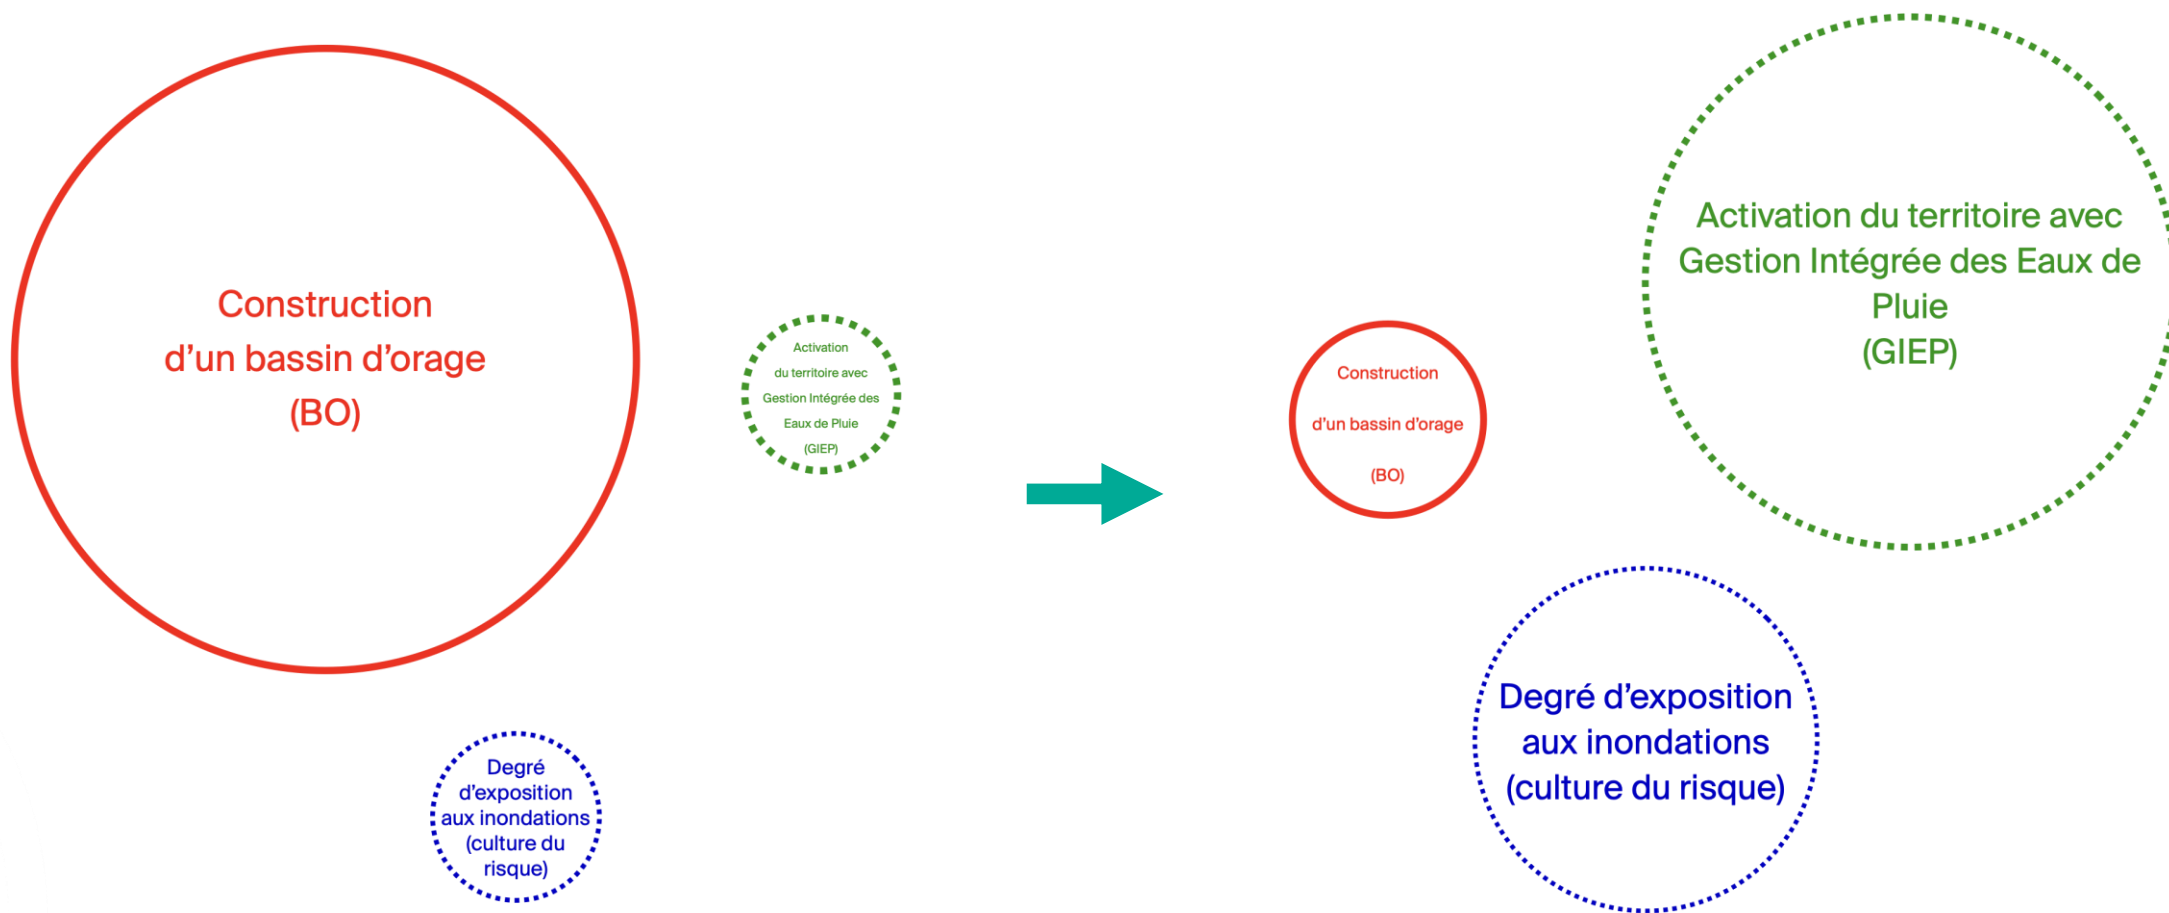 Construction
d'un bassin d'orage
(BO)
Activation
du territoire avec
Gestion Intégrée des
Eaux de Pluie
(GIEP)
Degré
d'exposition
aux inondations
(culture du
risque)
Construction
d'un bassin d'orage
(BO)
Activation du territoire avec
Gestion Intégrée des Eaux de
Pluie
(GIEP)
Degré d'exposition
aux inondations
(culture du risque)